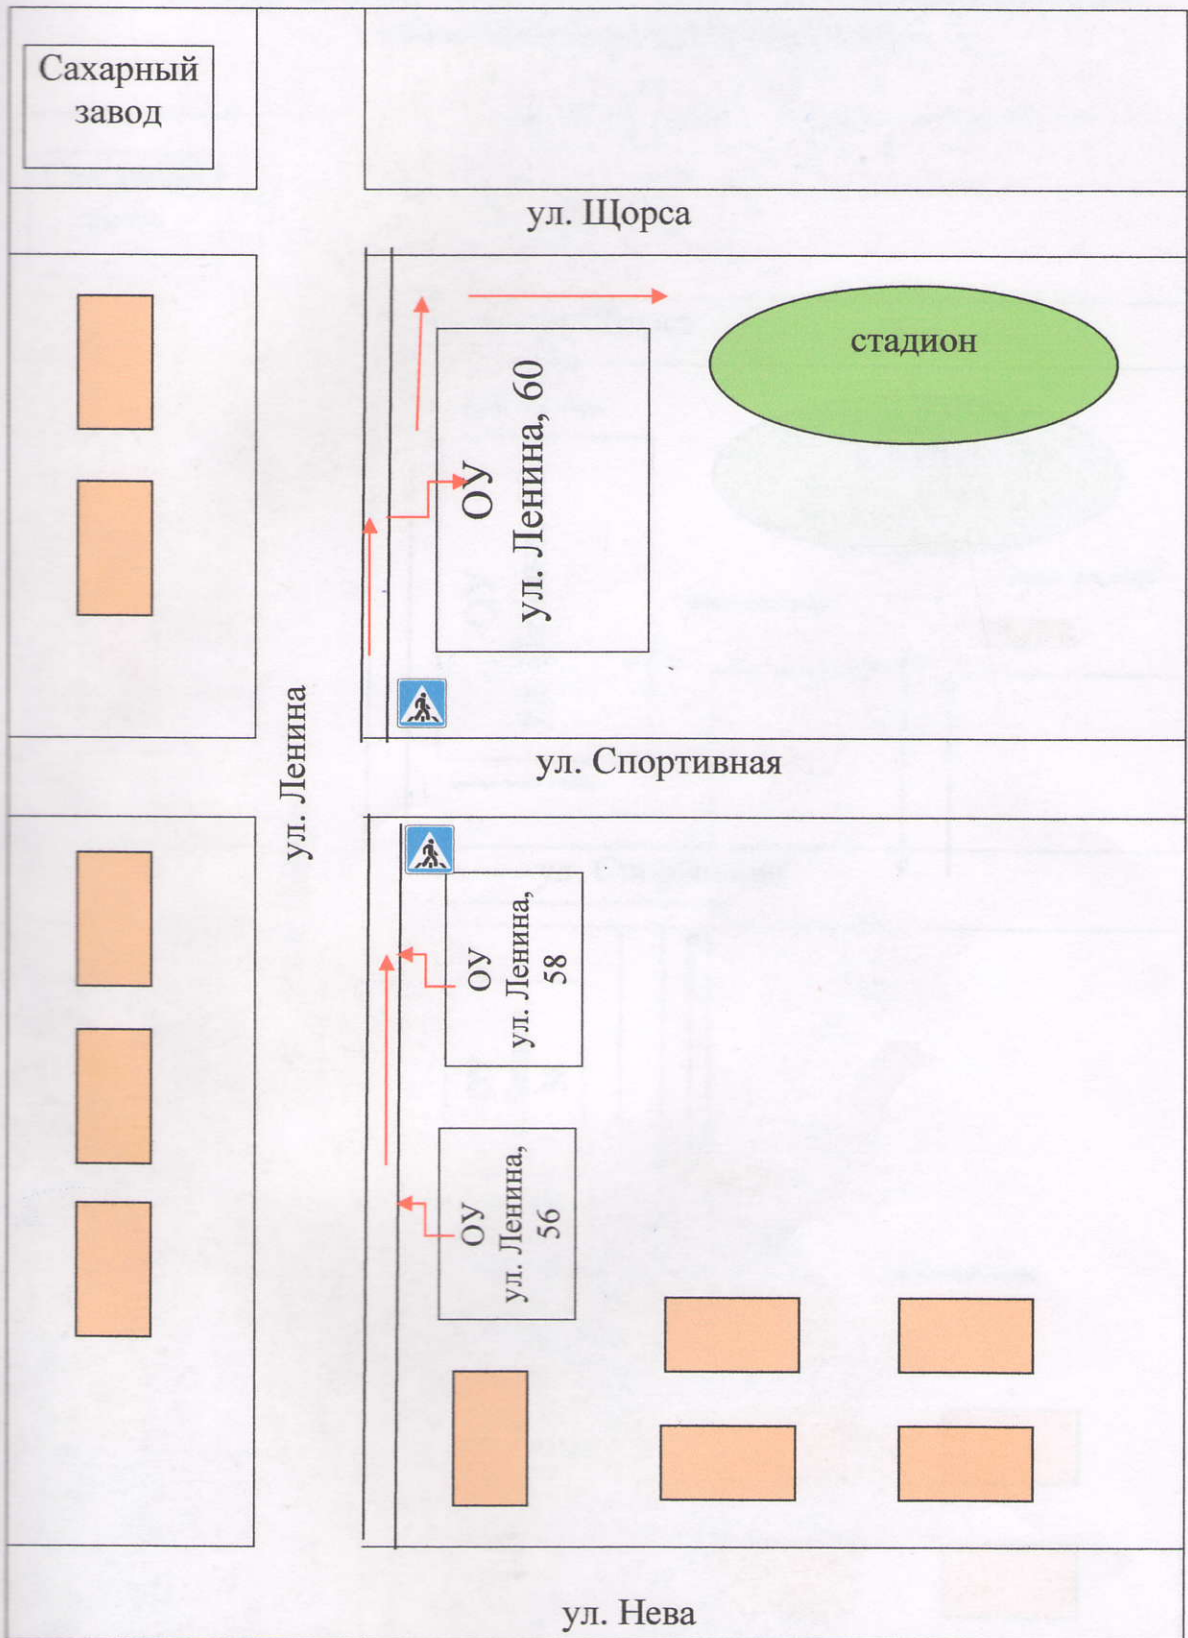 Сахарный
завод
ул. Щорса
стадион
ОУ
ул. Ленина, 60
ул. Ленина
ул. Спортивная
ОУ
ул. Ленина,
58
ОУ
ул. Ленина,
56
ул. Нева